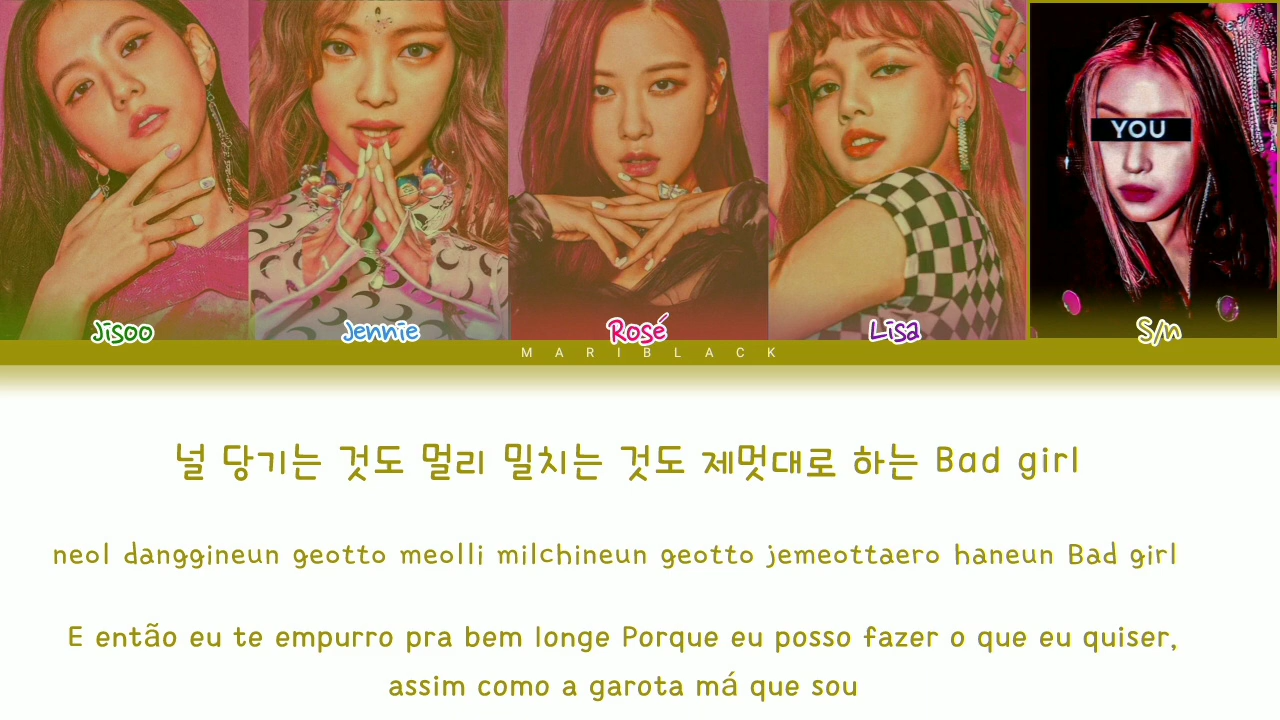 YOU
Jisoo Jennie Rosé Lisa S/n
MARIBLACK
널 당기는 것도 멀리 밀치는 것도 제멋대로 하는 Bad girl
neol danggineun geotto meolli milchineun geotto jemeottaero haneun Bad girl
E então eu te empurro pra bem longe Porque eu posso fazer o que eu quiser,
assim como a garota má que sou